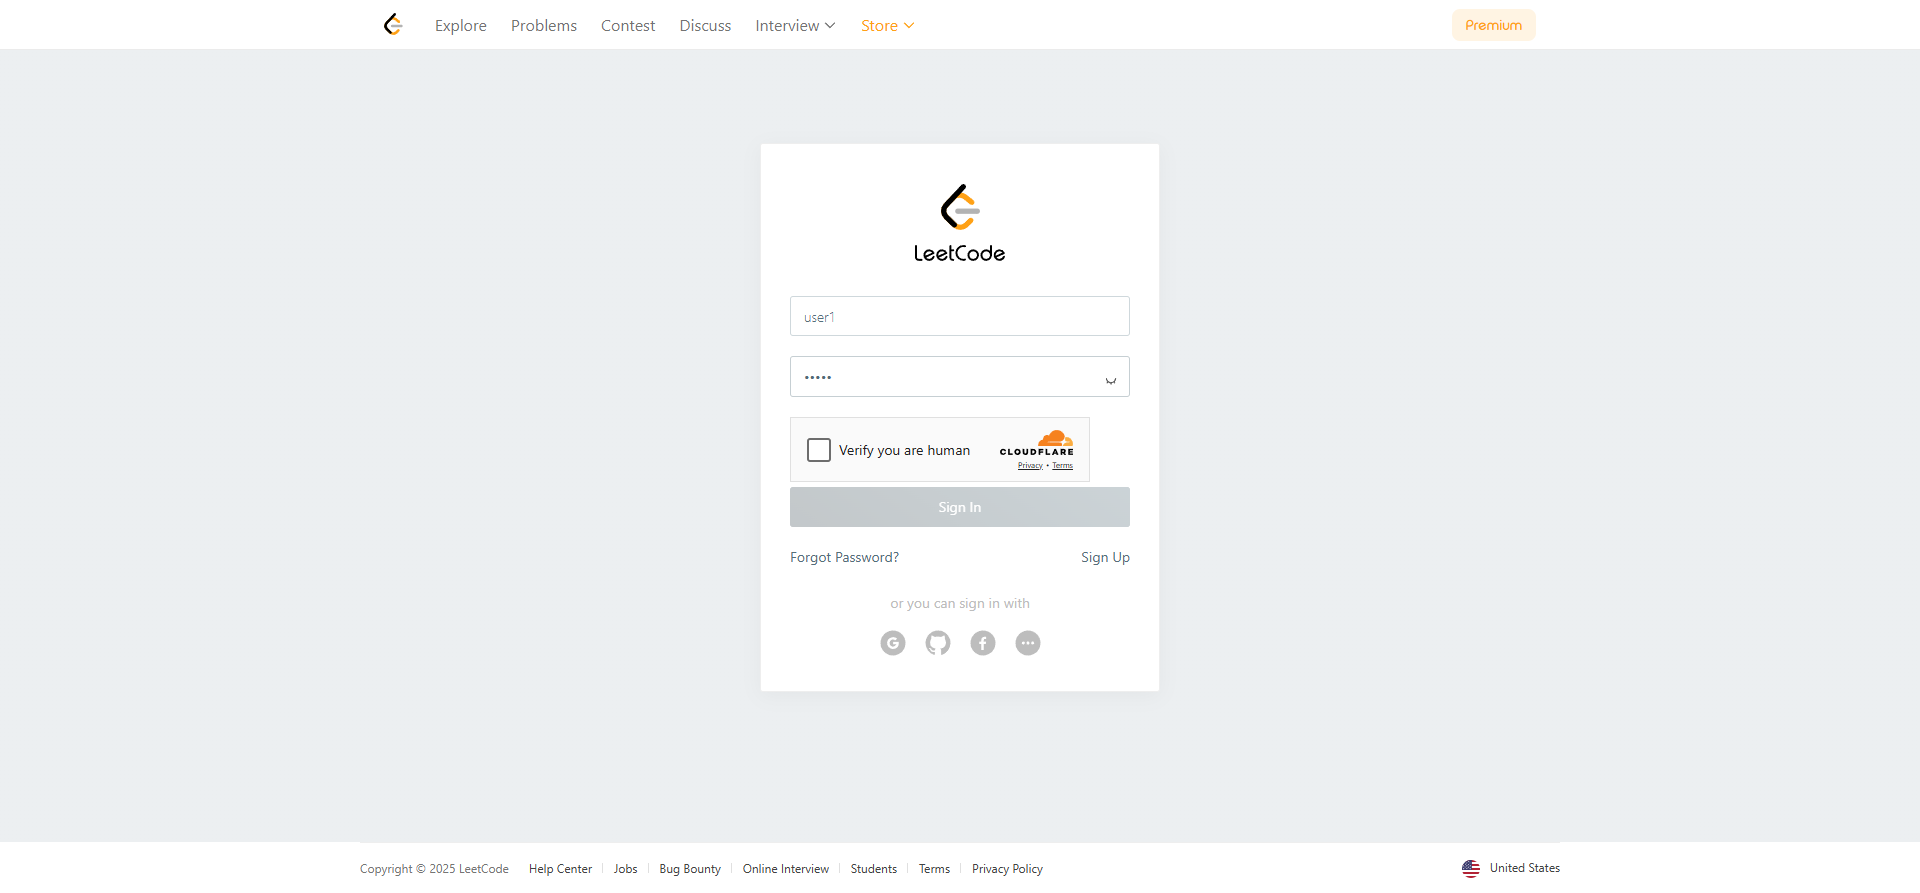 Explore Problems Contest Discuss Interview Store Premium
LeetCode
user1
•••••
Verify you are human
CLOUDFLARE
Privacy • Terms
Sign In
Forgot Password? Sign Up
or you can sign in with
Copyright © 2025 LeetCode Help Center Jobs Bug Bounty Online Interview Students Terms Privacy Policy United States